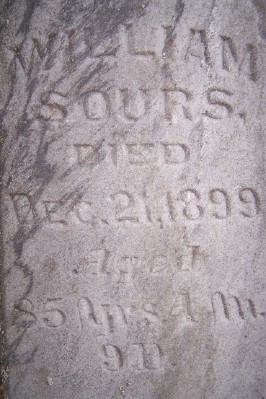 WILLIAM
SOURS.
DIED
DEC. 21, 1899
Aged
85 Yrs. 4 M.
9 D.